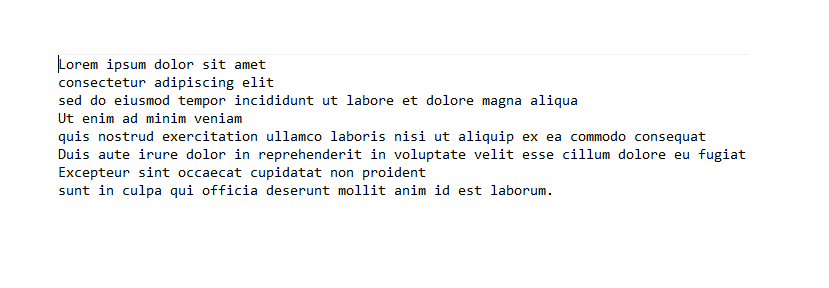 Lorem ipsum dolor sit amet
consectetur adipiscing elit
sed do eiusmod tempor incididunt ut labore et dolore magna aliqua
Ut enim ad minim veniam
quis nostrud exercitation ullamco laboris nisi ut aliquip ex ea commodo consequat
Duis aute irure dolor in reprehenderit in voluptate velit esse cillum dolore eu fugiat
Excepteur sint occaecat cupidatat non proident
sunt in culpa qui officia deserunt mollit anim id est laborum.